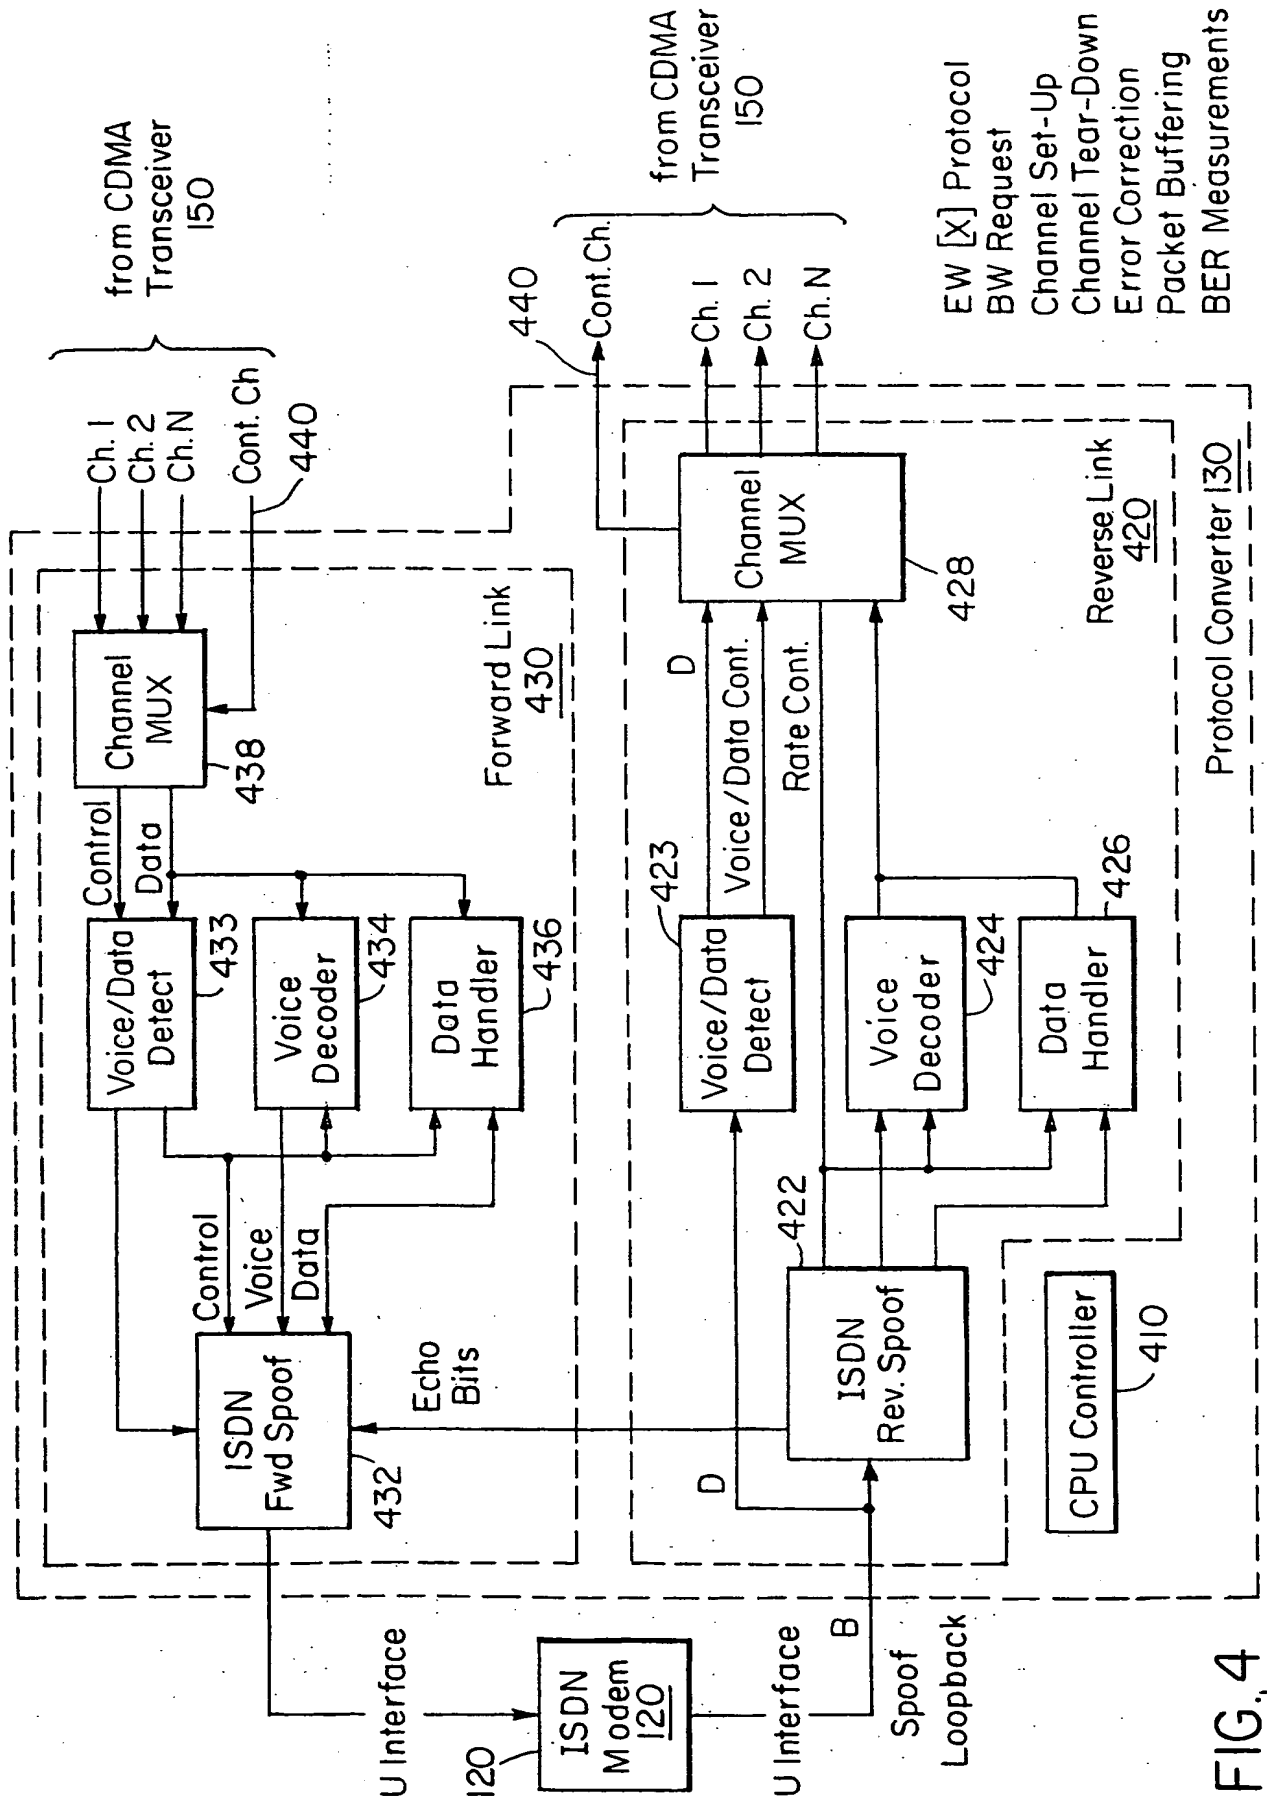 from CDMA
Transceiver
150
Ch. 1
Ch. 2
Ch. N
Cont. Ch
440
Channel
MUX
438
Control
Data
Voice/Data
Detect
433
Voice
Decoder
434
Data
Handler
436
Forward Link
430
Control
Voice
Data
ISDN
Fwd Spoof
432
Echo
Bits
U Interface
120
ISDN
Modem
120
U Interface
B
Spoof
Loopback
D
ISDN
Rev. Spoof
422
Voice/Data
Detect
423
Voice
Decoder
424
Data
Handler
426
D
Voice/Data Cont.
Rate Cont.
Channel
MUX
428
Reverse Link
420
440
Cont. Ch.
Ch. 1
Ch. 2
Ch. N
from CDMA
Transceiver
150
CPU Controller
410
Protocol Converter 130
EW [X] Protocol
BW Request
Channel Set-Up
Channel Tear-Down
Error Correction
Packet Buffering
BER Measurements
FIG. 4